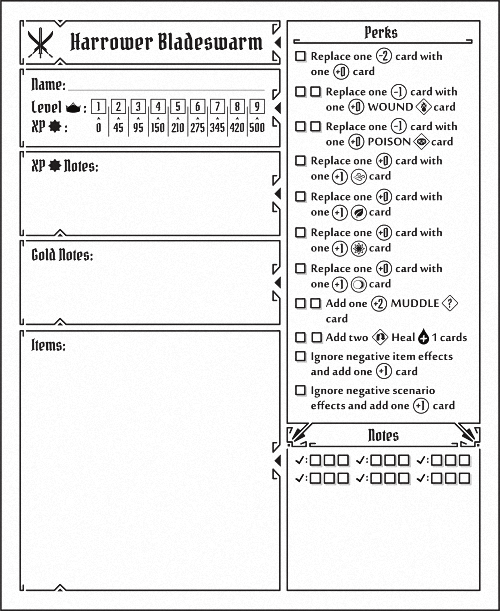 Harrower Bladeswarm
Name:
Level : 1 2 3 4 5 6 7 8 9
XP : 0 45 95 150 210 275 345 420 500
XP Notes:
Gold Notes:
Items:
Perks
Replace one -2 card with
one +0 card
Replace one -1 card with
one +0 WOUND card
Replace one -1 card with
one +0 POISON card
Replace one +0 card with
one +1 card
Replace one +0 card with
one +1 card
Replace one +0 card with
one +1 card
Replace one +0 card with
one +1 card
Add one +2 MUDDLE ?
card
Add two Heal 1 cards
Ignore negative item effects
and add one +1 card
Ignore negative scenario
effects and add one +1 card
Notes
✓: ✓: ✓:
✓: ✓: ✓: